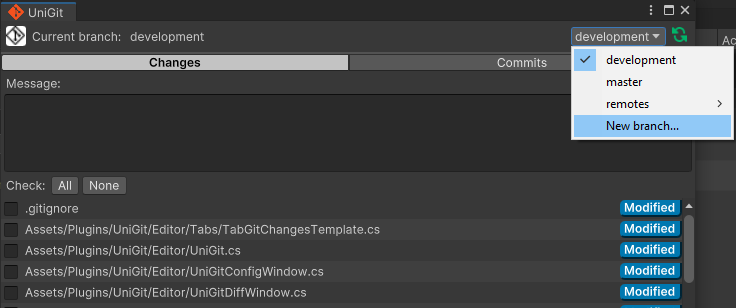 UniGit
Current branch: development
development
Ac
Changes
Commits
development
master
remotes
New branch...
Message:
Check: All None
.gitignore Modified
Assets/Plugins/UniGit/Editor/Tabs/TabGitChangesTemplate.cs Modified
Assets/Plugins/UniGit/Editor/UniGit.cs Modified
Assets/Plugins/UniGit/Editor/UniGitConfigWindow.cs Modified
Assets/Plugins/UniGit/Editor/UniGitDiffWindow.cs Modified